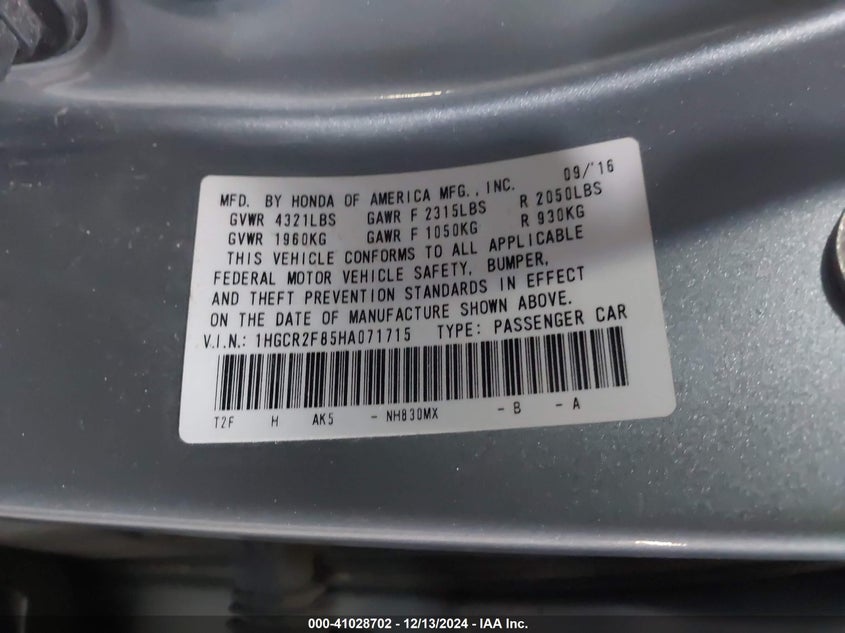 MFD. BY HONDA OF AMERICA MFG., INC. 09/'16
GVWR 4321LBS GAWR F 2315LBS R 2050LBS
GVWR 1960KG GAWR F 1050KG R 930KG
THIS VEHICLE CONFORMS TO ALL APPLICABLE
FEDERAL MOTOR VEHICLE SAFETY, BUMPER,
AND THEFT PREVENTION STANDARDS IN EFFECT
ON THE DATE OF MANUFACTURE SHOWN ABOVE.
V.I.N.: 1HGCR2F85HA071715 TYPE: PASSENGER CAR
T2F H AK5 - NH830MX - B - A
000-41028702 - 12/13/2024 - IAA Inc.